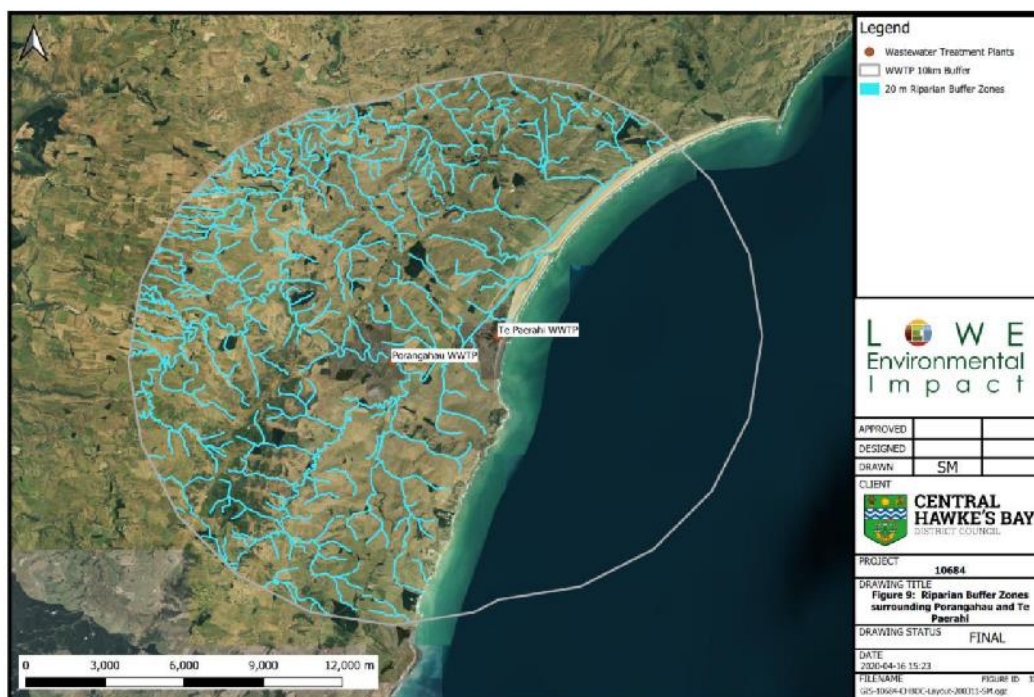 Te Paerahi WWTP
Porangahau WWTP
0 3,000 6,000 9,000 12,000 m
Legend
Wastewater Treatment Plants
WWTP 10km Buffer
20 m Riparian Buffer Zones
LOWE
Environmental
Impact
APPROVED
DESIGNED
DRAWN SM
CLIENT
CENTRAL
HAWKE'S BAY
DISTRICT COUNCIL
PROJECT
10684
DRAWING TITLE
Figure 9: Riparian Buffer Zones
surrounding Porangahau and Te
Paerahi
DRAWING STATUS FINAL
DATE
2020-04-16 15:23
FILENAME FIGURE ID